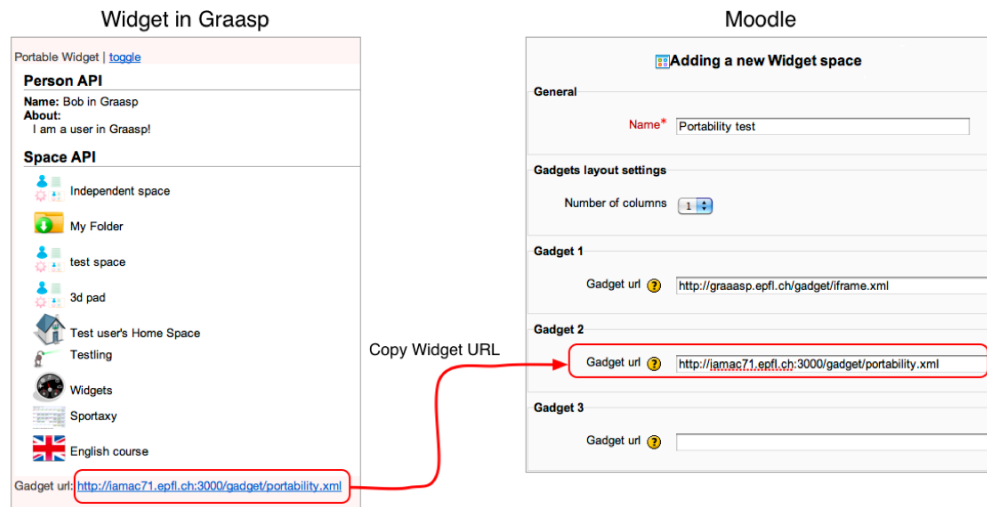 Widget in Graasp
Portable Widget | toggle
Person API
Name: Bob in Graasp
About:
I am a user in Graasp!
Space API
Independent space
My Folder
test space
3d pad
Test user's Home Space
Testling
Widgets
Sportaxy
English course
Gadget url: http://iamac71.epfl.ch:3000/gadget/portability.xml
Copy Widget URL
Moodle
Adding a new Widget space
General
Name* Portability test
Gadgets layout settings
Number of columns 1
Gadget 1
Gadget url ? http://graaasp.epfl.ch/gadget/iframe.xml
Gadget 2
Gadget url ? http://iamac71.epfl.ch:3000/gadget/portability.xml
Gadget 3
Gadget url ?